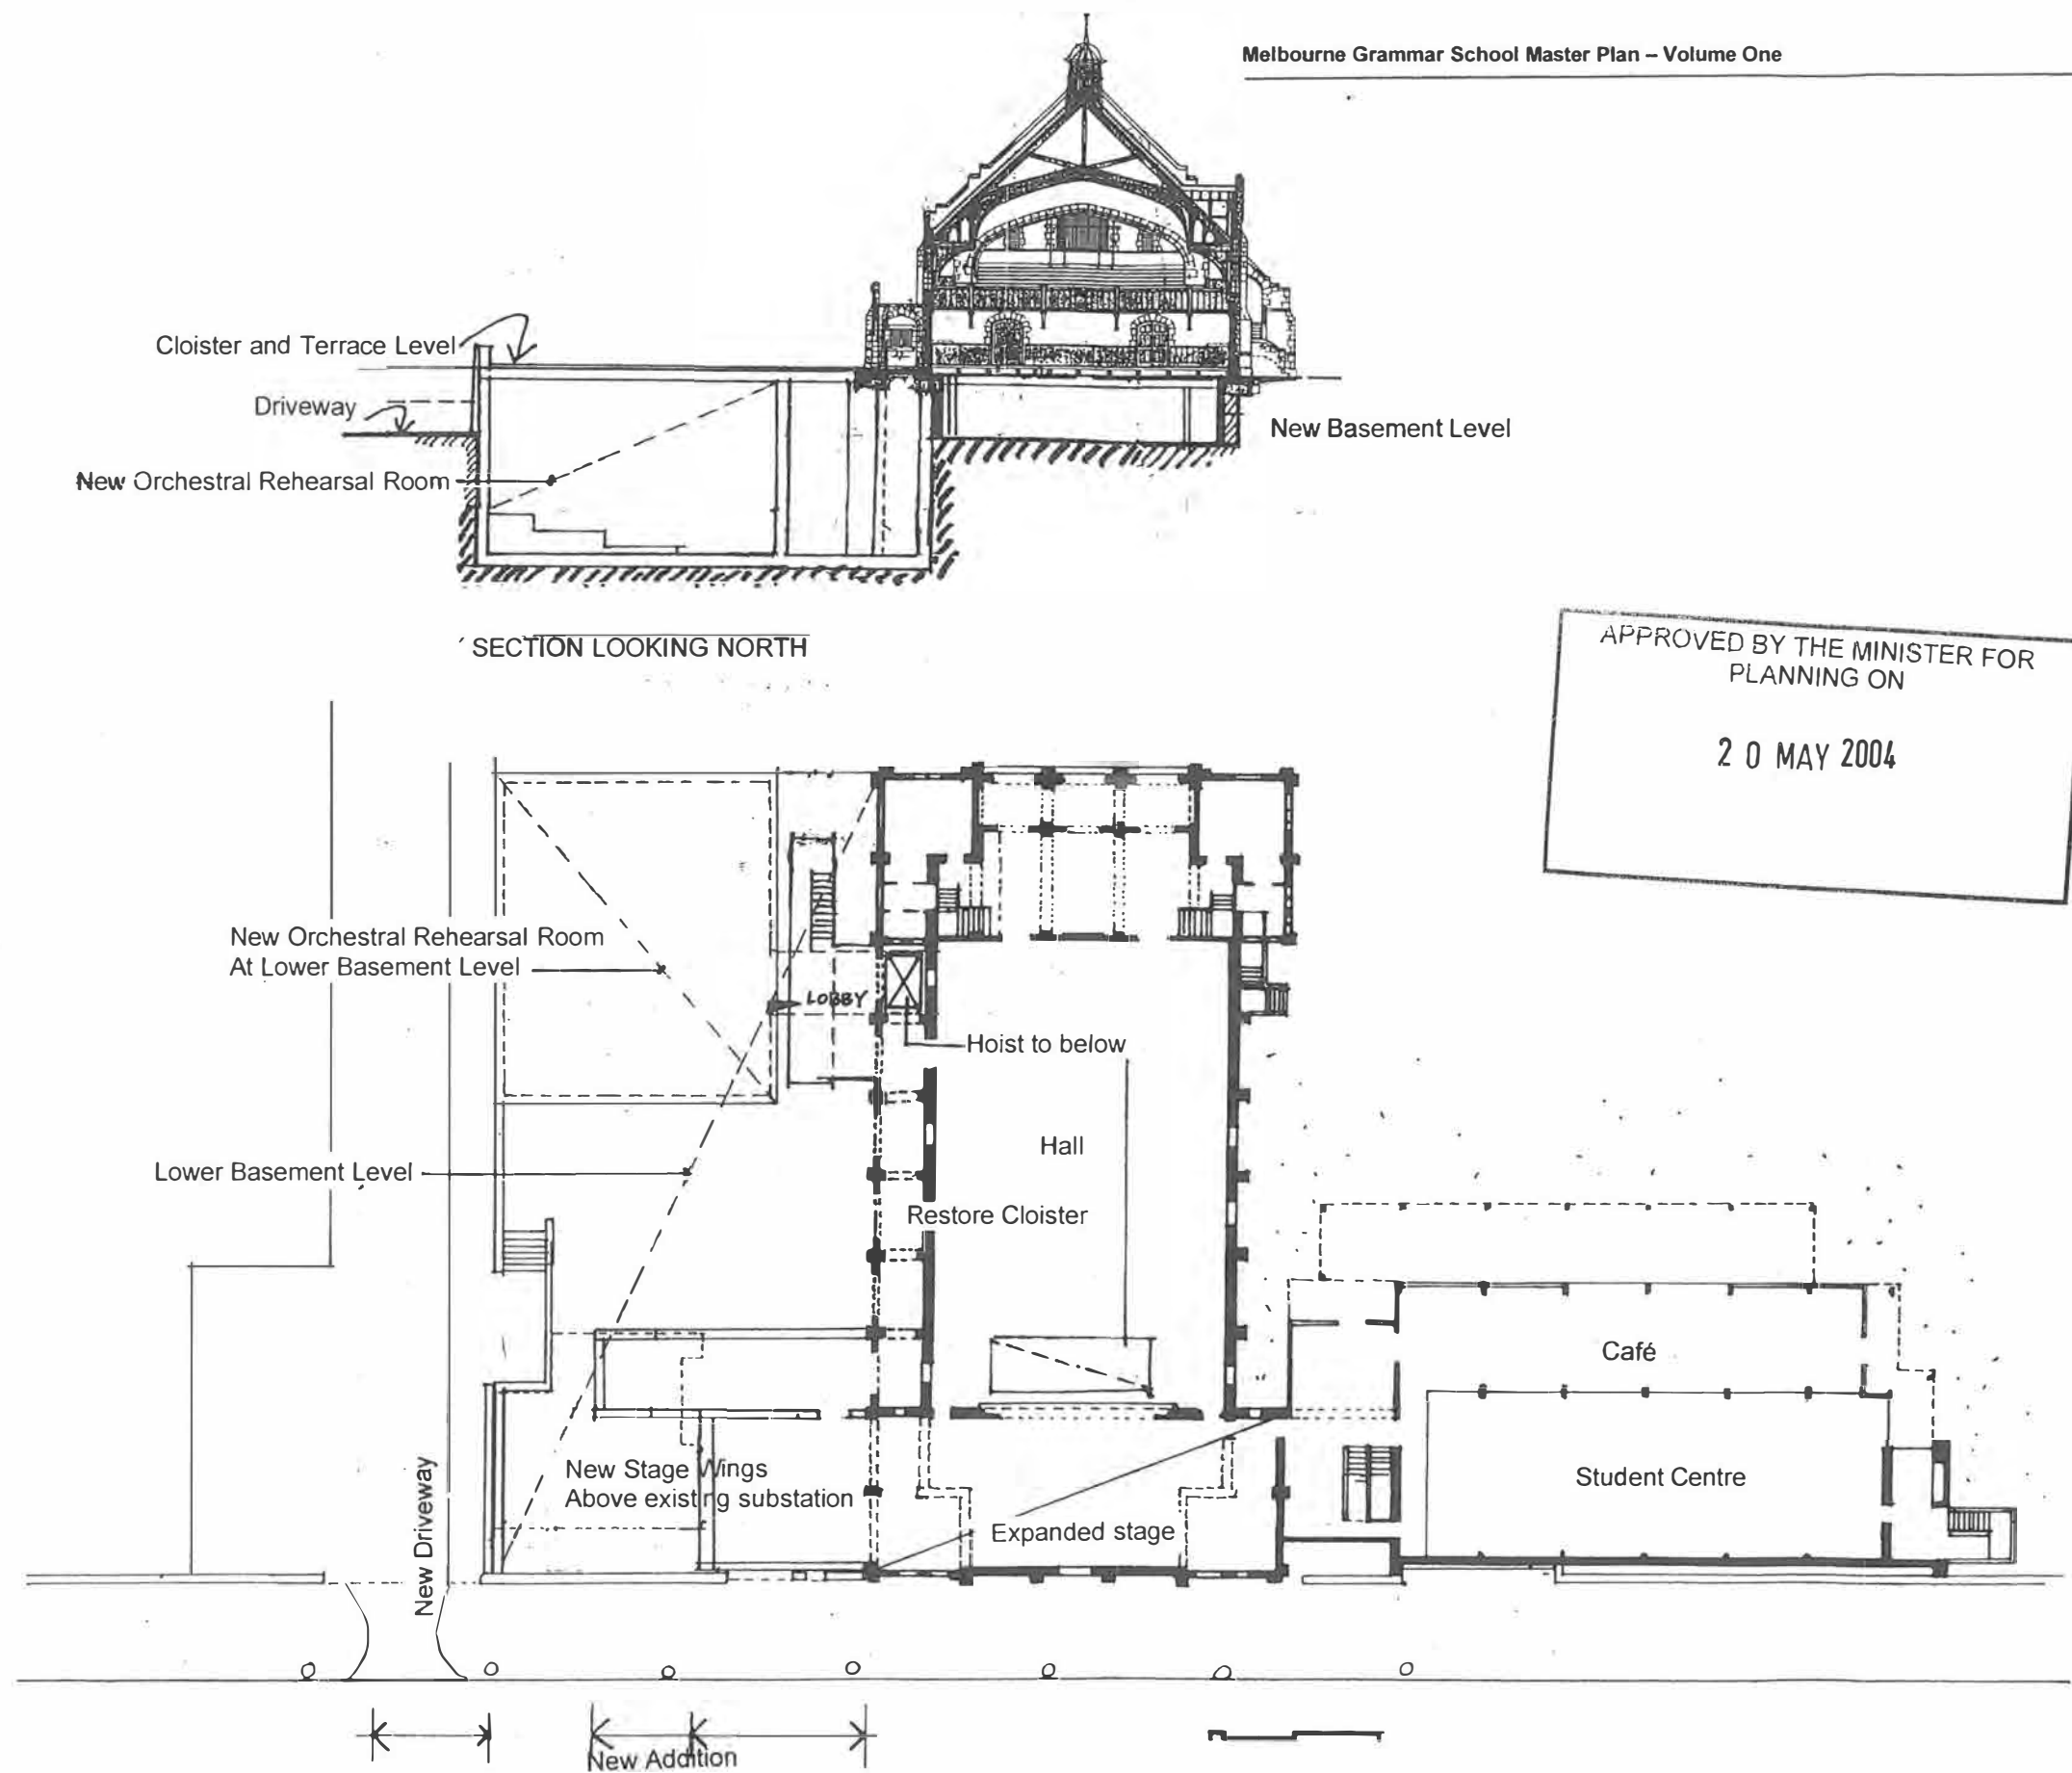 Melbourne Grammar School Master Plan – Volume One
Cloister and Terrace Level
Driveway
New Basement Level
New Orchestral Rehearsal Room
SECTION LOOKING NORTH
APPROVED BY THE MINISTER FOR
PLANNING ON
20 MAY 2004
New Orchestral Rehearsal Room
At Lower Basement Level
LOBBY
Hoist to below
Hall
Lower Basement Level
Restore Cloister
Café
New Stage Wings
Above existing substation
Student Centre
Expanded stage
New Driveway
New Addition